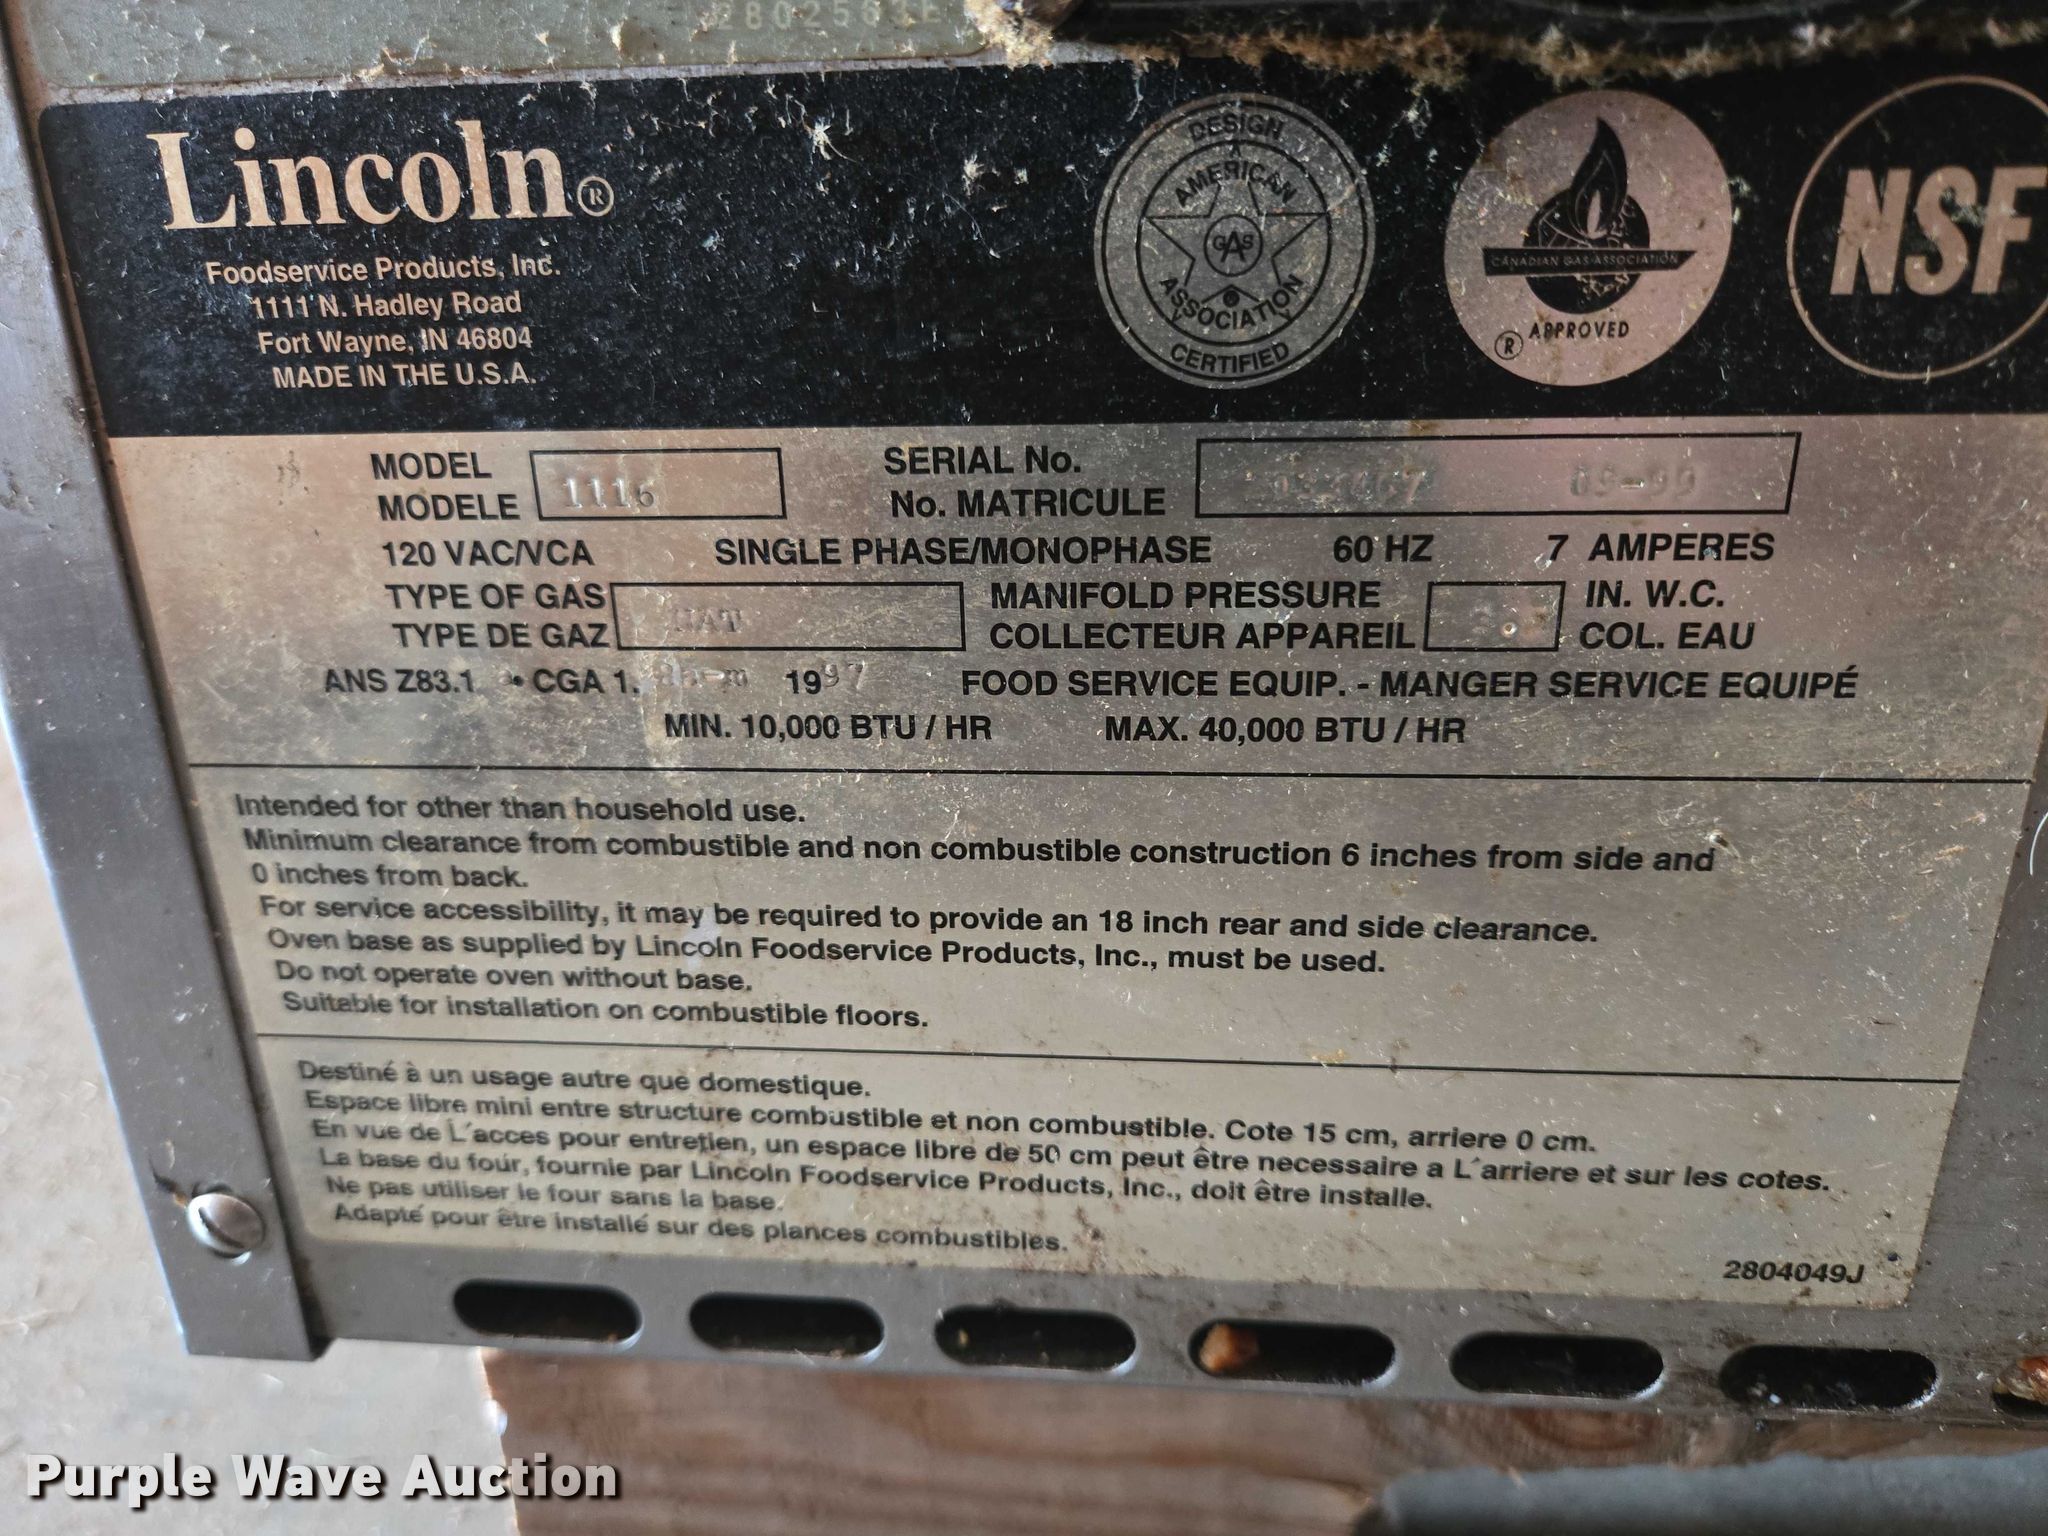 2802563E
Lincoln®
Foodservice Products, Inc.
1111 N. Hadley Road
Fort Wayne, IN 46804
MADE IN THE U.S.A.
DESIGN
AMERICAN
GAS
ASSOCIATION
CERTIFIED
CANADIAN GAS ASSOCIATION
® APPROVED
NSF
MODEL
MODELE 1116
SERIAL No.
No. MATRICULE 09-99
120 VAC/VCA SINGLE PHASE/MONOPHASE 60 HZ 7 AMPERES
TYPE OF GAS
TYPE DE GAZ NAT
MANIFOLD PRESSURE
COLLECTEUR APPAREIL
IN. W.C.
COL. EAU
ANS Z83.1 • CGA 1. 1997 FOOD SERVICE EQUIP. - MANGER SERVICE EQUIPÉ
MIN. 10,000 BTU / HR MAX. 40,000 BTU / HR
Intended for other than household use.
Minimum clearance from combustible and non combustible construction 6 inches from side and
0 inches from back.
For service accessibility, it may be required to provide an 18 inch rear and side clearance.
Oven base as supplied by Lincoln Foodservice Products, Inc., must be used.
Do not operate oven without base.
Suitable for installation on combustible floors.
Destiné à un usage autre que domestique.
Espace libre mini entre structure combustible et non combustible. Cote 15 cm, arriere 0 cm.
En vue de L´acces pour entretien, un espace libre de 50 cm peut être necessaire a L´arriere et sur les cotes.
La base du four, fournie par Lincoln Foodservice Products, Inc., doit être installe.
Ne pas utiliser le four sans la base.
Adapté pour être installé sur des plances combustibles.
2804049J
Purple Wave Auction